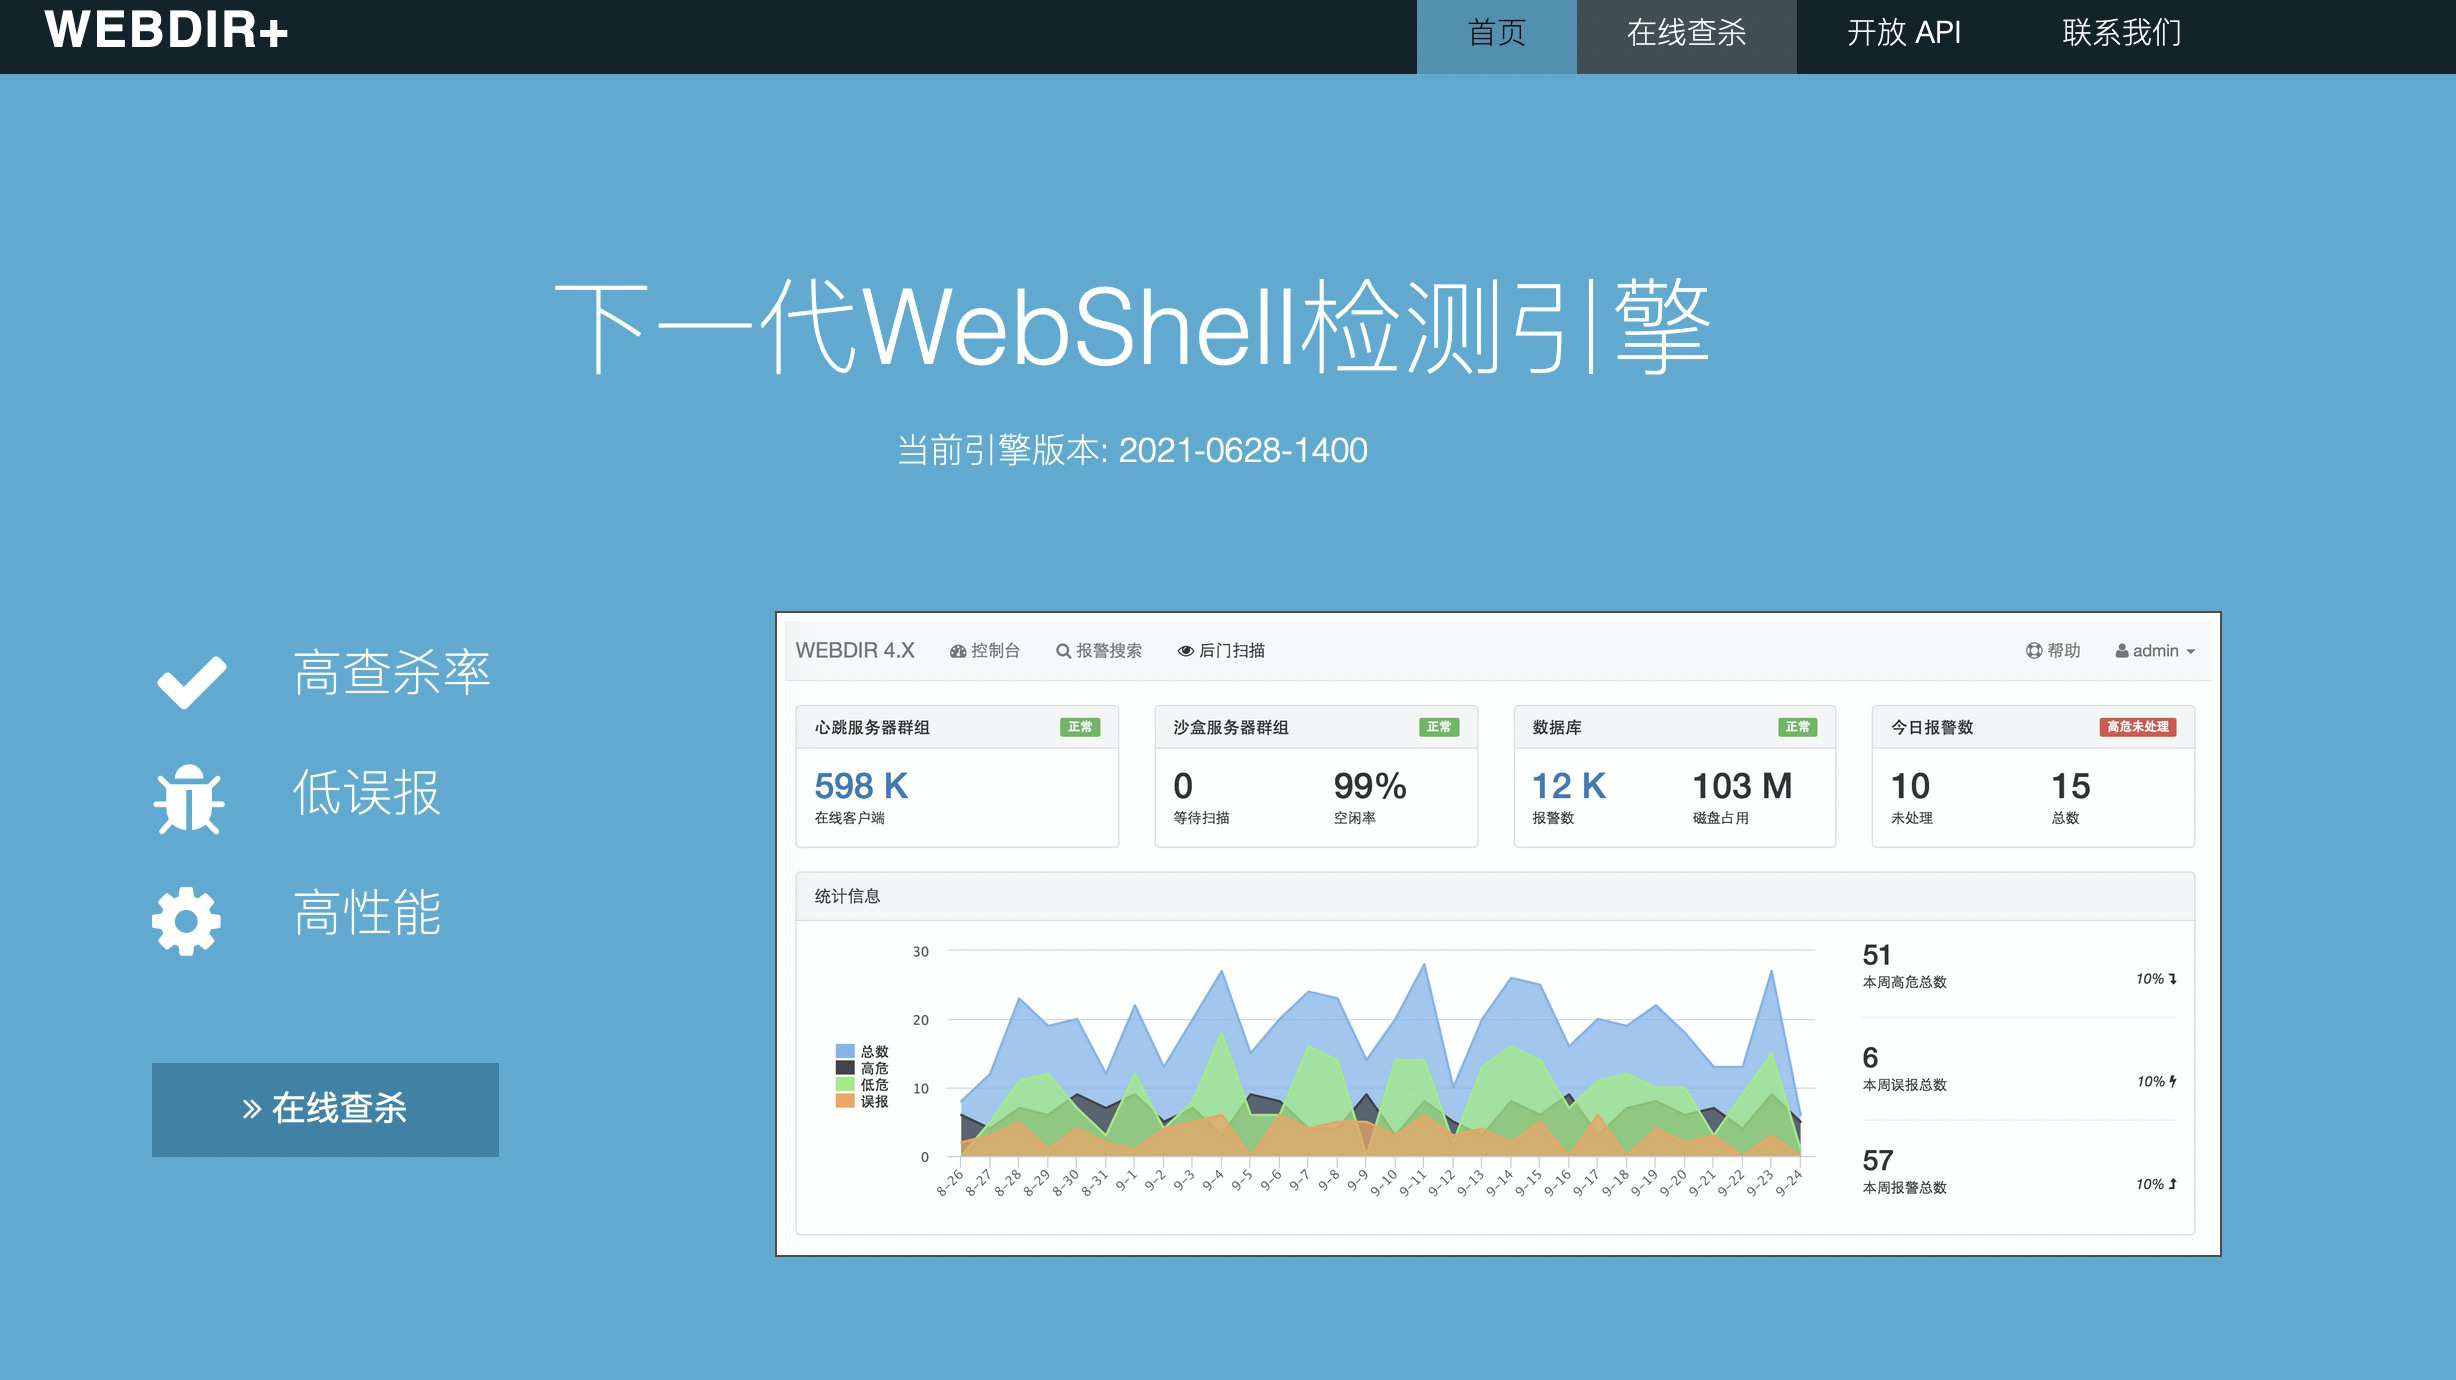 WEBDIR+
首页 在线查杀 开放 API 联系我们
下一代WebShell检测引擎
当前引擎版本: 2021-0628-1400
高查杀率
低误报
高性能
» 在线查杀
WEBDIR 4.X 控制台 报警搜索 后门扫描 帮助 admin
心跳服务器群组 正常
598 K
在线客户端
沙盒服务器群组 正常
0 99%
等待扫描 空闲率
数据库 正常
12 K 103 M
报警数 磁盘占用
今日报警数 高危未处理
10 15
未处理 总数
统计信息
30
20
10
0
总数
高危
低危
误报
8-26 8-27 8-28 8-29 8-30 8-31 9-1 9-2 9-3 9-4 9-5 9-6 9-7 9-8 9-9 9-10 9-11 9-12 9-13 9-14 9-15 9-16 9-17 9-18 9-19 9-20 9-21 9-22 9-23 9-24
51
本周高危总数 10%
6
本周误报总数 10%
57
本周报警总数 10%